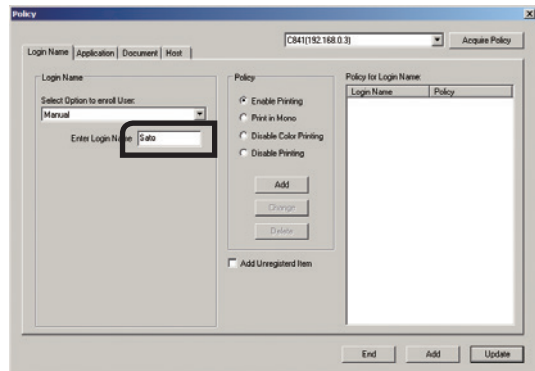 Policy
C841(192.168.0.3)
Acquire Policy
Login Name
Application
Document
Host
Login Name
Select Option to enroll User:
Manual
Enter Login Name
Sato
Policy
Enable Printing
Print in Mono
Disable Color Printing
Disable Printing
Add
Change
Delete
Add Unregisterd Item
Policy for Login Name:
Login Name
Policy
End
Add
Update